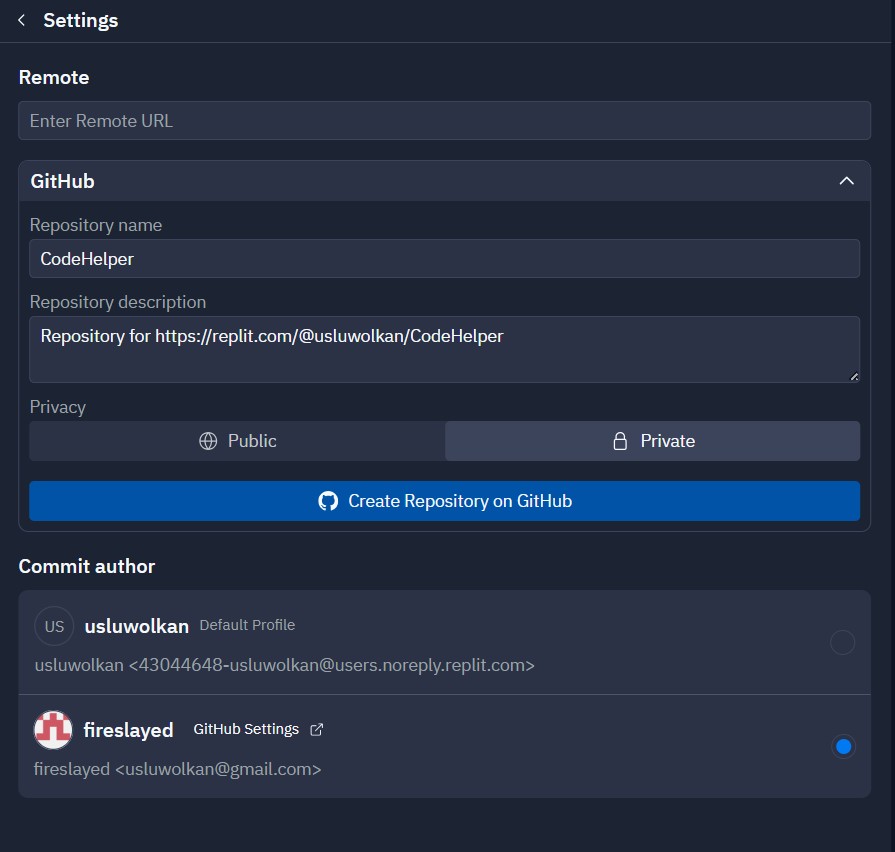 Settings
Remote
Enter Remote URL
GitHub
Repository name
CodeHelper
Repository description
Repository for https://replit.com/@usluwolkan/CodeHelper
Privacy
Public Private
Create Repository on GitHub
Commit author
US usluwolkan Default Profile
usluwolkan <43044648-usluwolkan@users.noreply.replit.com>
fireslayed GitHub Settings
fireslayed <usluwolkan@gmail.com>